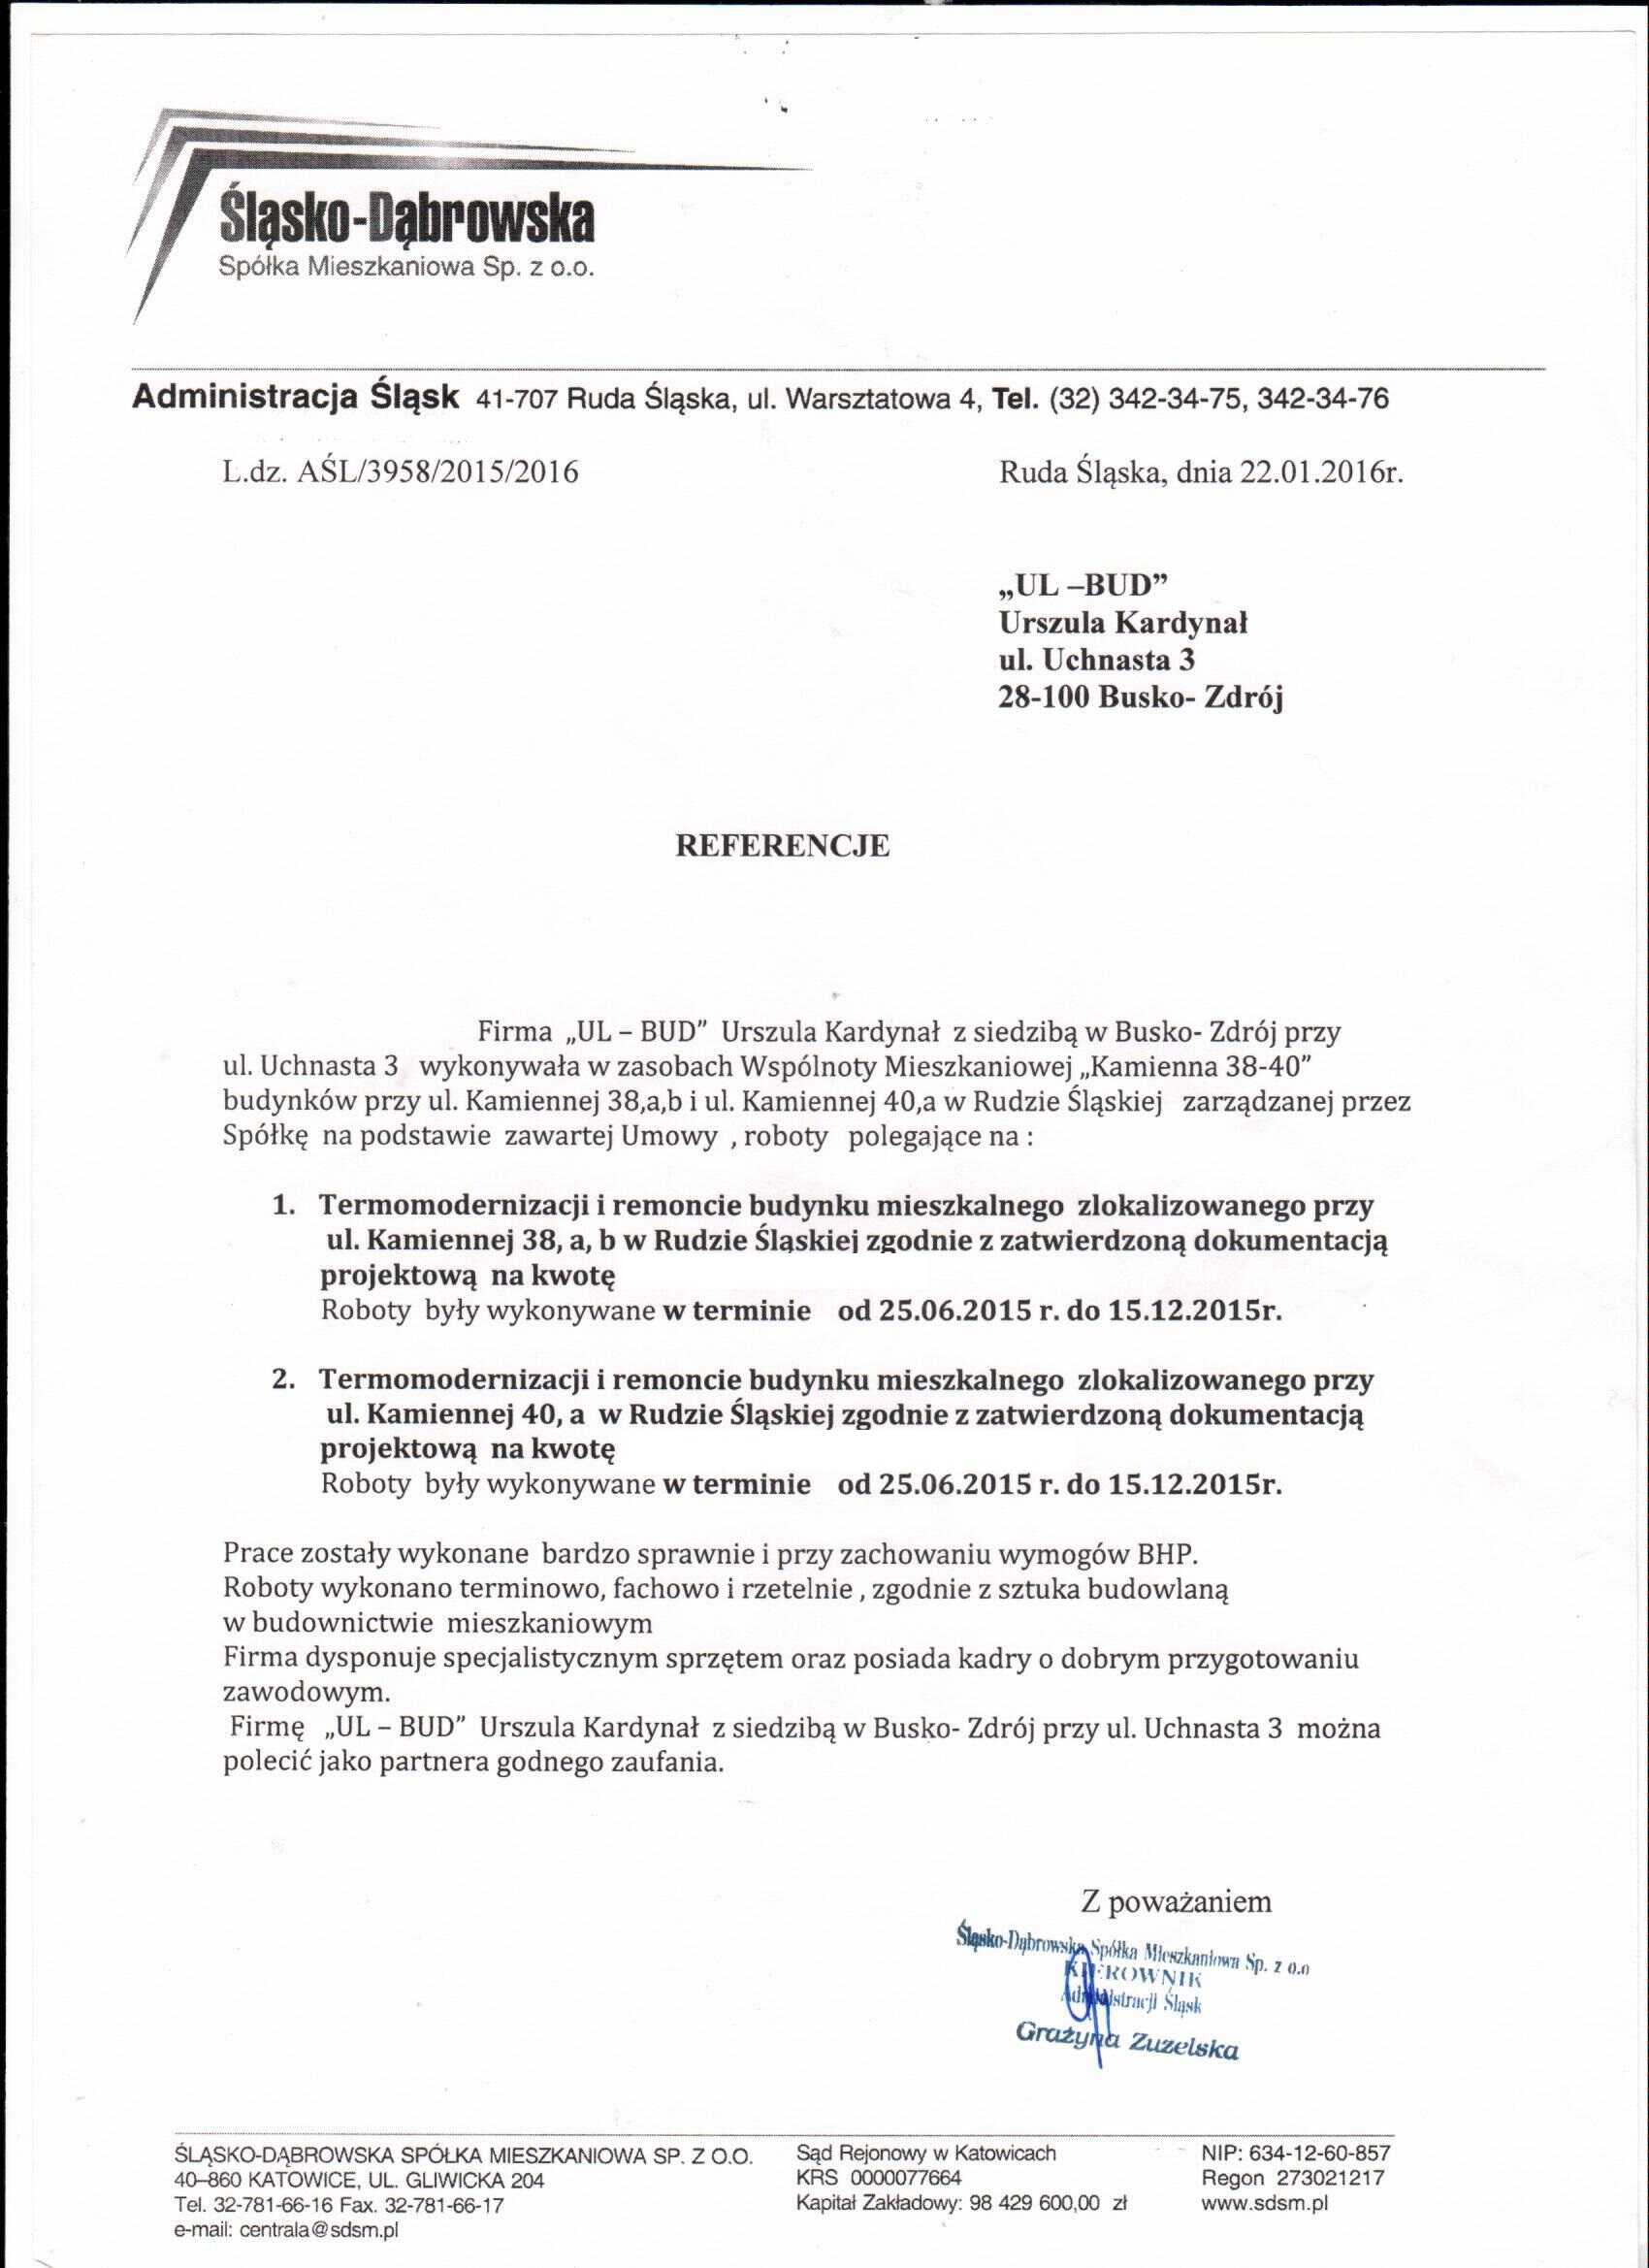 Śląsko-Dąbrowska
Spółka Mieszkaniowa Sp. z o.o.
Administracja Śląsk 41-707 Ruda Śląska, ul. Warsztatowa 4, Tel. (32) 342-34-75, 342-34-76
L.dz. AŚL/3958/2015/2016
Ruda Śląska, dnia 22.01.2016r.
„UL –BUD”
Urszula Kardynał
ul. Uchnasta 3
28-100 Busko- Zdrój
REFERENCJE
Firma „UL – BUD” Urszula Kardynał z siedzibą w Busko- Zdrój przy
ul. Uchnasta 3 wykonywała w zasobach Wspólnoty Mieszkaniowej „Kamienna 38-40”
budynków przy ul. Kamiennej 38,a,b i ul. Kamiennej 40,a w Rudzie Śląskiej zarządzanej przez
Spółkę na podstawie zawartej Umowy , roboty polegające na :
1. Termomodernizacji i remoncie budynku mieszkalnego zlokalizowanego przy
ul. Kamiennej 38, a, b w Rudzie Śląskiej zgodnie z zatwierdzoną dokumentacją
projektową na kwotę
Roboty były wykonywane w terminie od 25.06.2015 r. do 15.12.2015r.
2. Termomodernizacji i remoncie budynku mieszkalnego zlokalizowanego przy
ul. Kamiennej 40, a w Rudzie Śląskiej zgodnie z zatwierdzoną dokumentacją
projektową na kwotę
Roboty były wykonywane w terminie od 25.06.2015 r. do 15.12.2015r.
Prace zostały wykonane bardzo sprawnie i przy zachowaniu wymogów BHP.
Roboty wykonano terminowo, fachowo i rzetelnie , zgodnie z sztuka budowlaną
w budownictwie mieszkaniowym
Firma dysponuje specjalistycznym sprzętem oraz posiada kadry o dobrym przygotowaniu
zawodowym.
Firmę „UL – BUD” Urszula Kardynał z siedzibą w Busko- Zdrój przy ul. Uchnasta 3 można
polecić jako partnera godnego zaufania.
Z poważaniem
Śląsko-Dąbrowska Spółka Mieszkaniowa Sp. z o.o
KIEROWNIK
Administracji Śląsk
Grażyna Zuzelska
ŚLĄSKO-DĄBROWSKA SPÓŁKA MIESZKANIOWA SP. Z O.O.
40–860 KATOWICE, UL. GLIWICKA 204
Tel. 32-781-66-16 Fax. 32-781-66-17
e-mail: centrala@sdsm.pl
Sąd Rejonowy w Katowicach
KRS 0000077664
Kapitał Zakładowy: 98 429 600,00 zł
NIP: 634-12-60-857
Regon 273021217
www.sdsm.pl